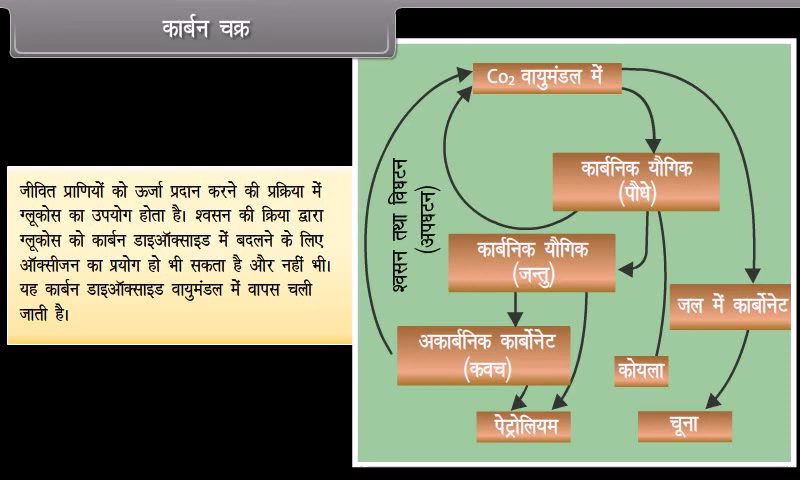 कार्बन चक्र
जीवित प्राणियों को ऊर्जा प्रदान करने की प्रक्रिया में
ग्लूकोस का उपयोग होता है। श्वसन की क्रिया द्वारा
ग्लूकोस को कार्बन डाइऑक्साइड में बदलने के लिए
ऑक्सीजन का प्रयोग हो भी सकता है और नहीं भी।
यह कार्बन डाइऑक्साइड वायुमंडल में वापस चली
जाती है।
Co₂ वायुमंडल में
कार्बनिक यौगिक
(पौधे)
श्वसन तथा विघटन
(अपघटन)
कार्बनिक यौगिक
(जन्तु)
जल में कार्बोनेट
अकार्बनिक कार्बोनेट
(कवच)
कोयला
पेट्रोलियम
चूना